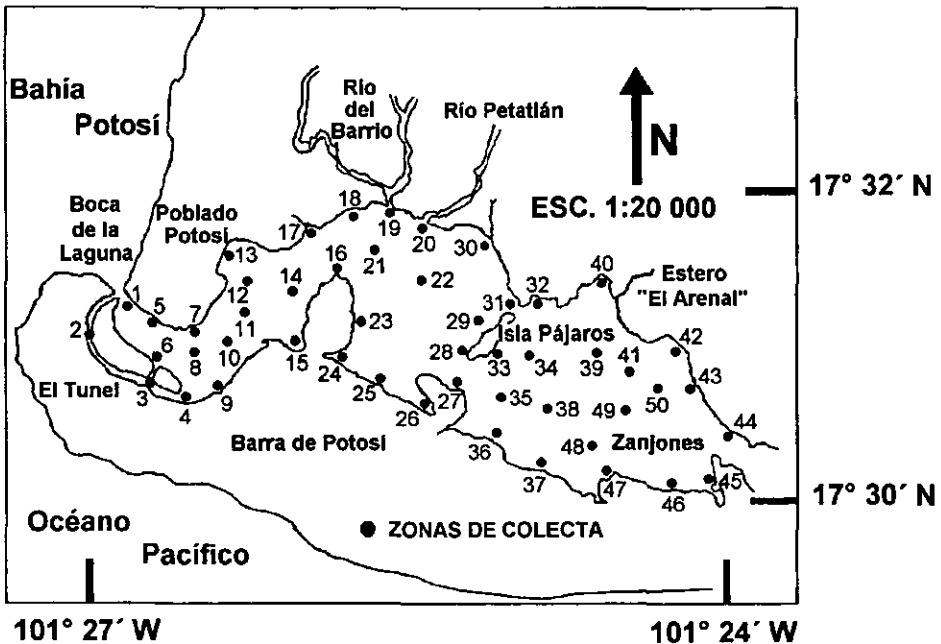 Bahía
Potosí
Río
del
Barrio
Río Petatlán
N
17° 32´ N
ESC. 1:20 000
Boca
de la
Laguna
Poblado
Potosí
Estero
"El Arenal"
Isla Pájaros
El Tunel
Barra de Potosi
Zanjones
17° 30´ N
Océano
Pacífico
ZONAS DE COLECTA
101° 27´ W
101° 24´ W
1
2
3
4
5
6
7
8
9
10
11
12
13
14
15
16
17
18
19
20
21
22
23
24
25
26
27
28
29
30
31
32
33
34
35
36
37
38
39
40
41
42
43
44
45
46
47
48
49
50